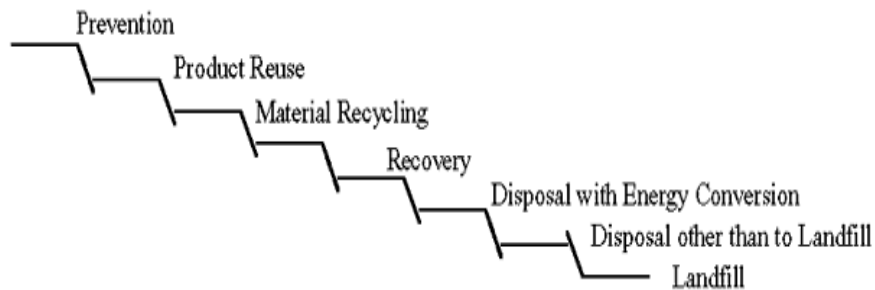 Prevention
Product Reuse
Material Recycling
Recovery
Disposal with Energy Conversion
Disposal other than to Landfill
Landfill